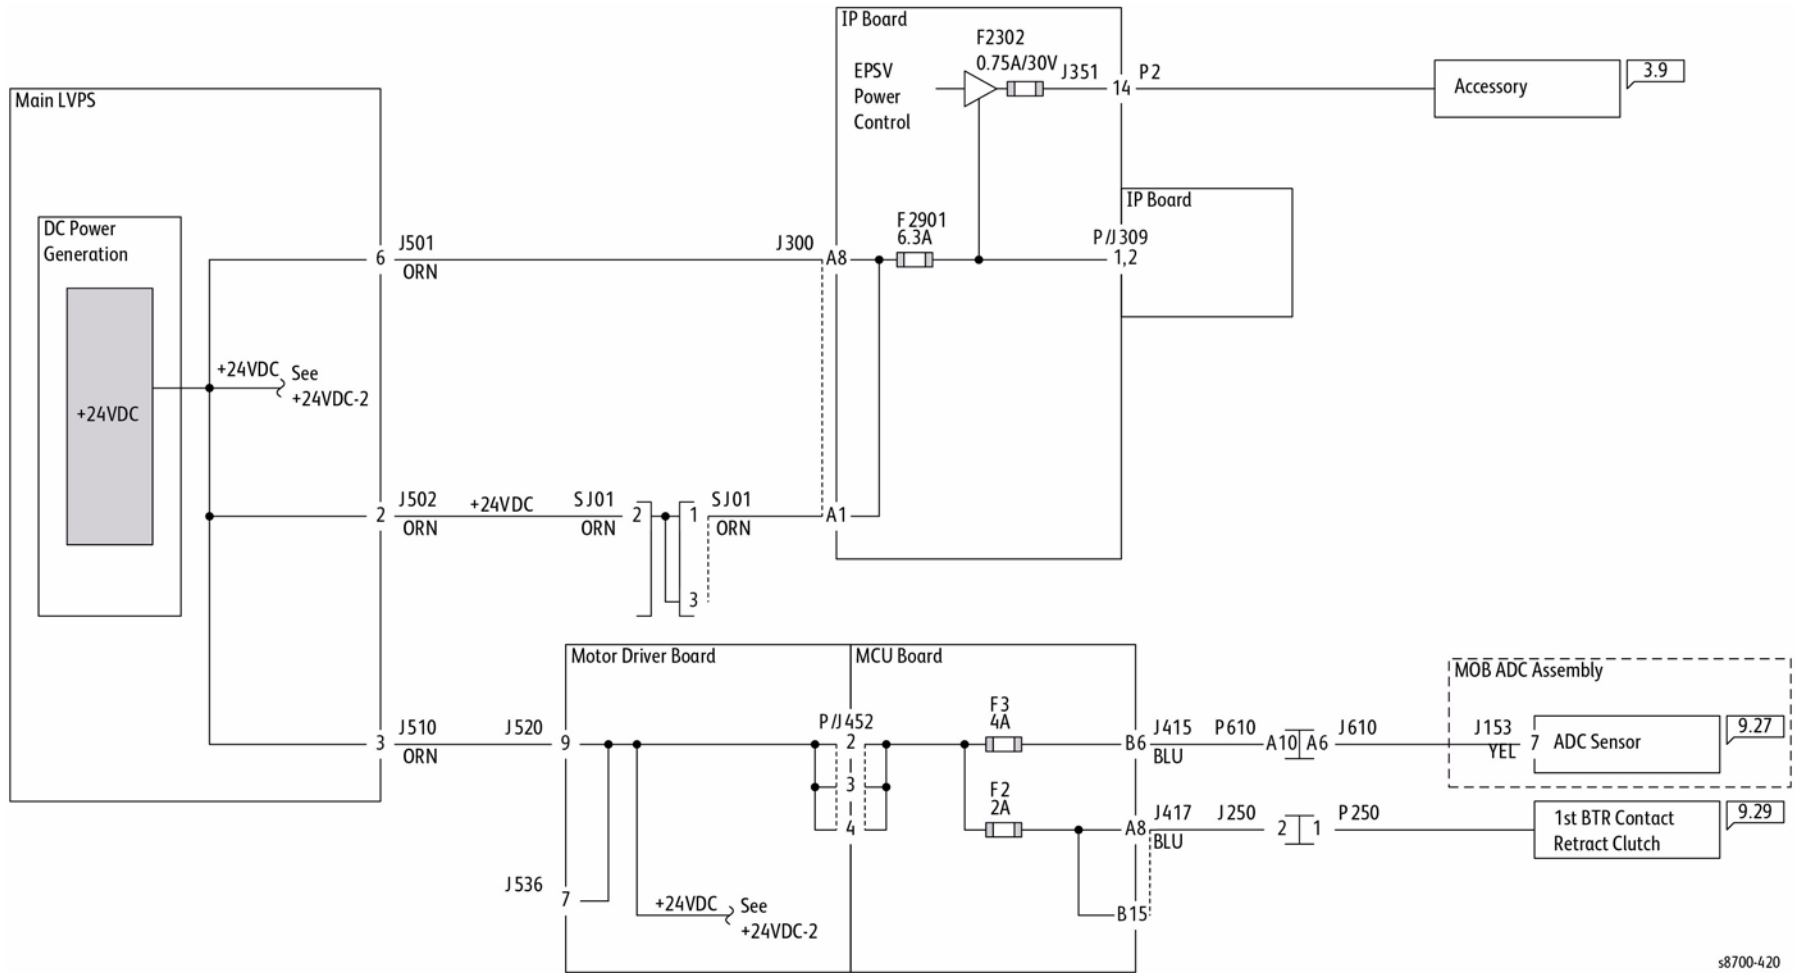 IP Board
F2302
0.75A/30V
J351
14
P2
EPSV
Power
Control
Accessory
3.9
Main LVPS
DC Power
Generation
+24VDC
+24VDC
See
+24VDC-2
6
J501
ORN
J300
A8
F2901
6.3A
P/J309
1,2
IP Board
2
J502
ORN
+24VDC
SJ01
ORN
2
1
3
SJ01
ORN
A1
3
J510
ORN
J520
9
Motor Driver Board
P/J452
2
3
4
J536
7
+24VDC
See
+24VDC-2
MCU Board
F3
4A
F2
2A
B6
J415
BLU
P610
A10
A6
J610
MOB ADC Assembly
J153
YEL
7
ADC Sensor
9.27
A8
J417
BLU
J250
2
1
P250
1st BTR Contact
Retract Clutch
9.29
B15
s8700-420